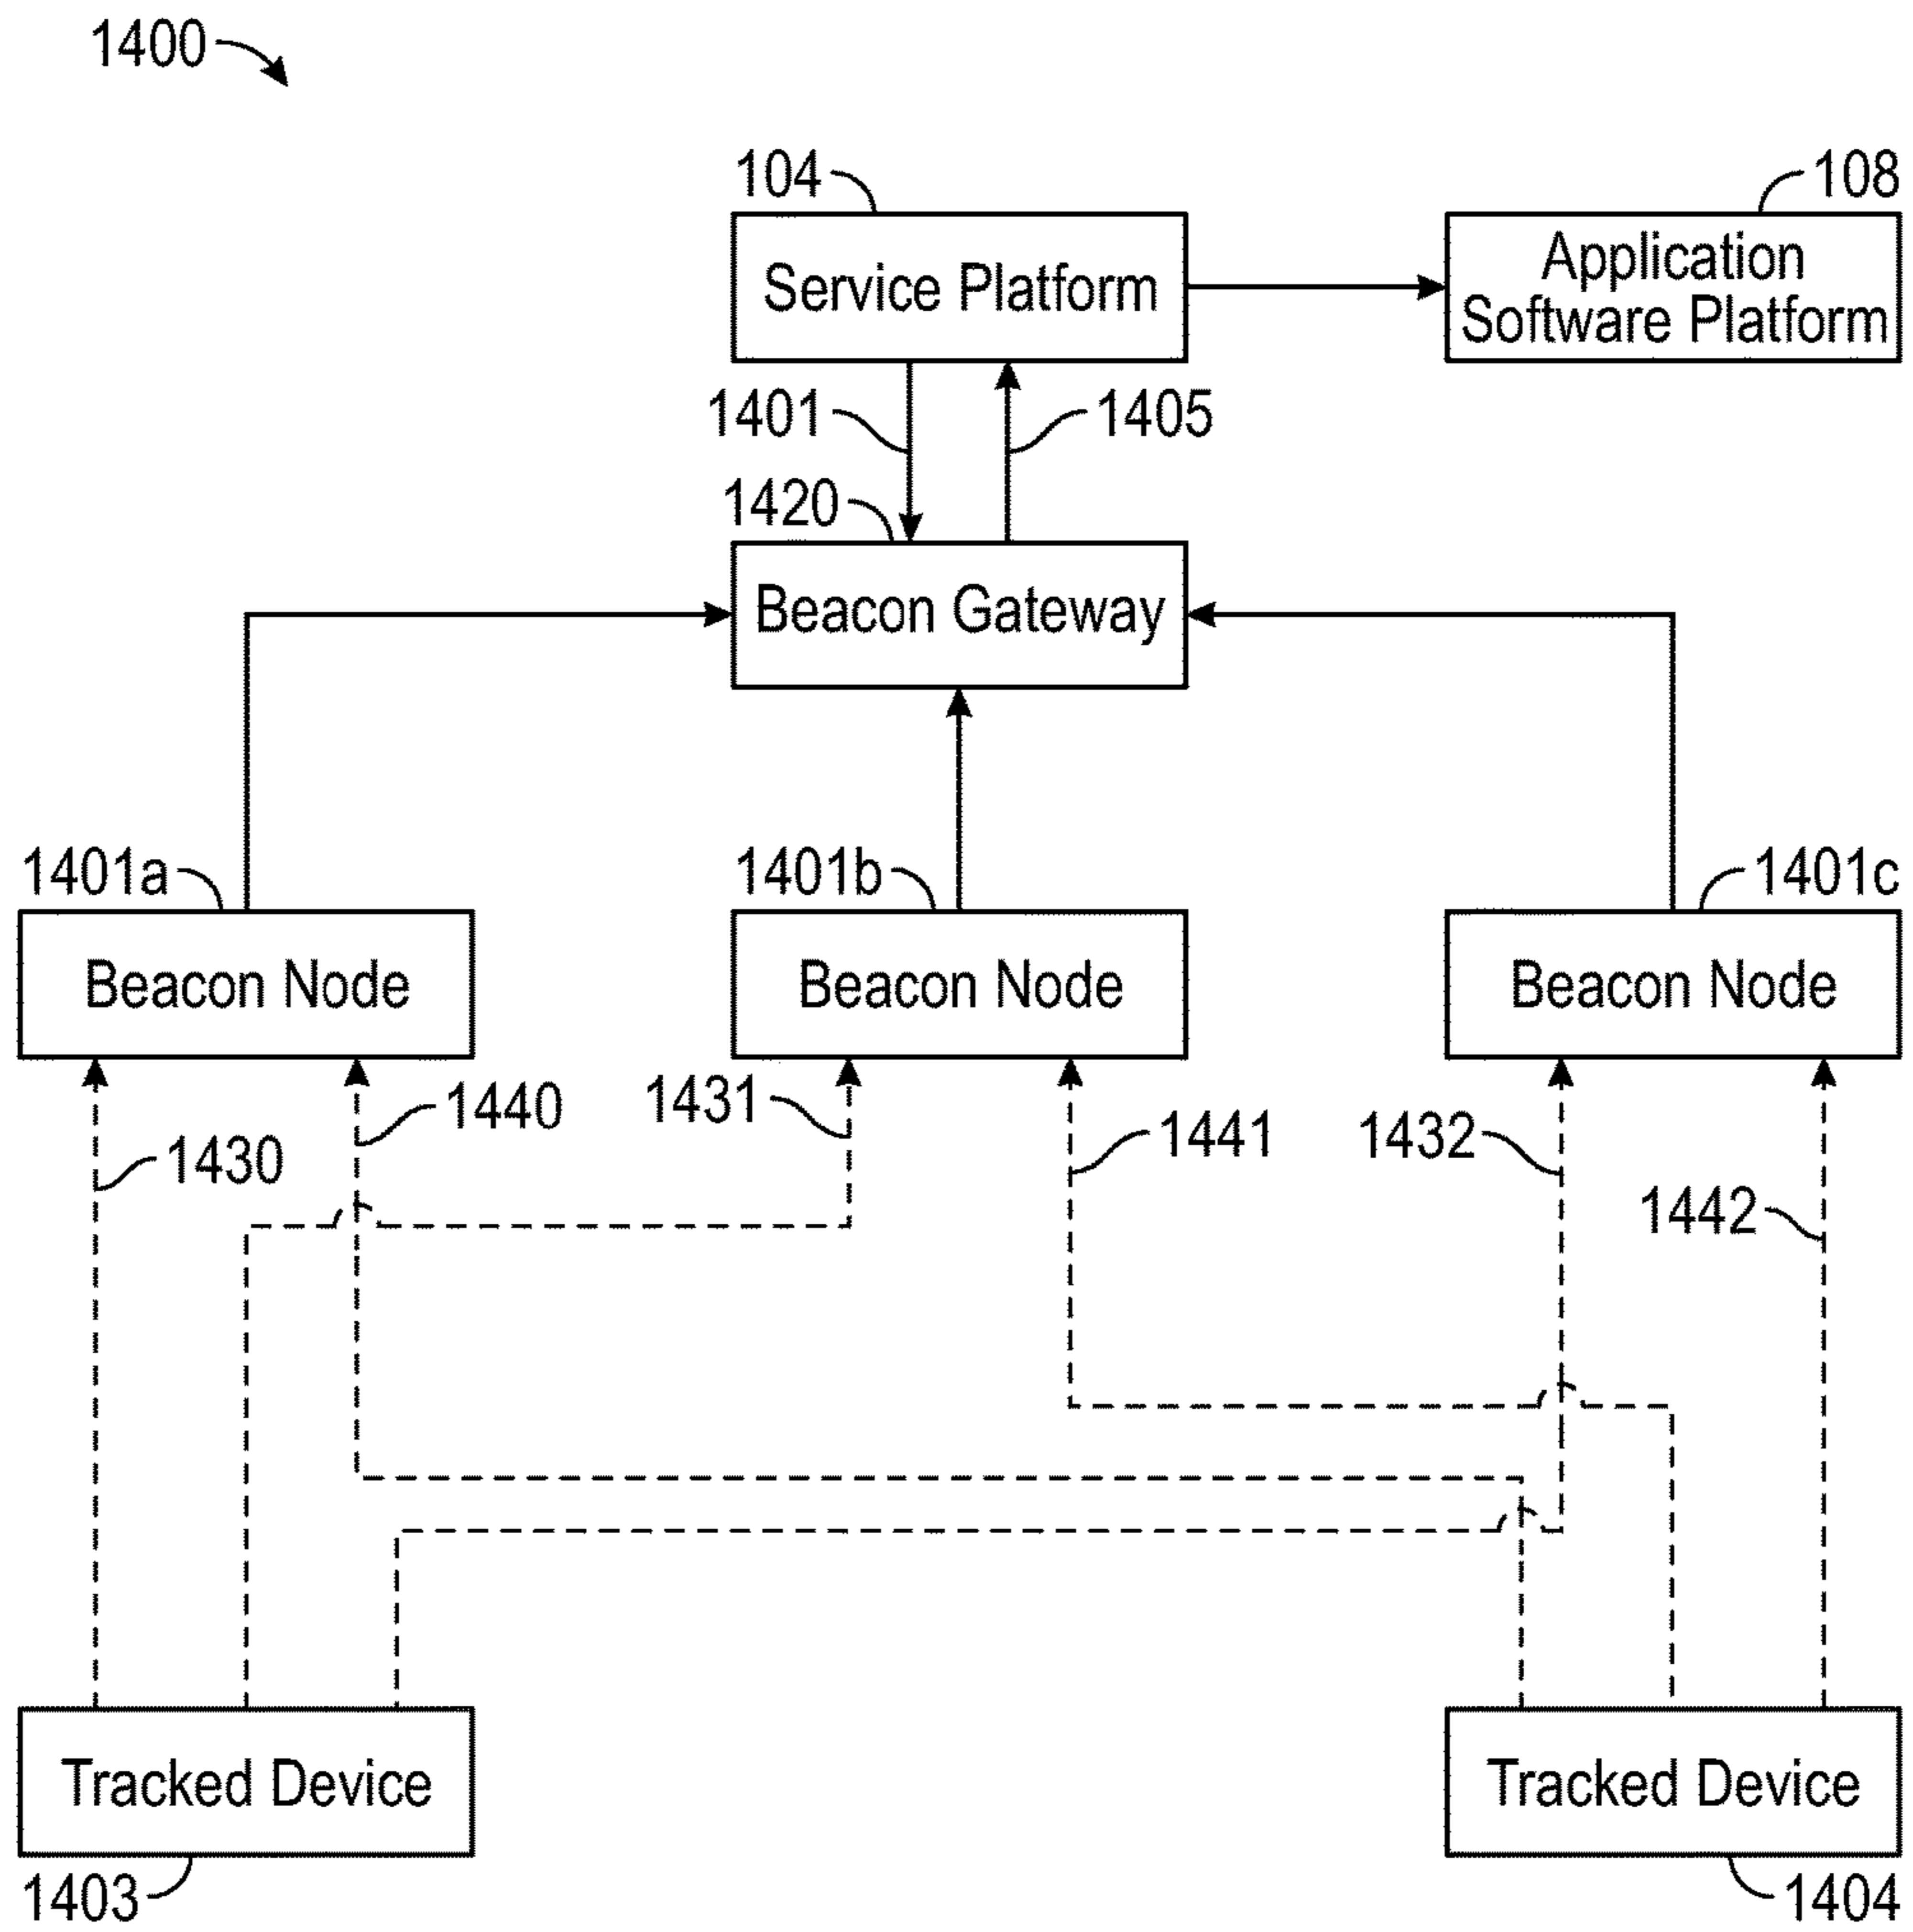 1400
104
108
Service Platform
Application
Software Platform
1401
1405
1420
Beacon Gateway
1401a
1401b
1401c
Beacon Node
Beacon Node
Beacon Node
1430
1440
1431
1441
1432
1442
Tracked Device
Tracked Device
1403
1404